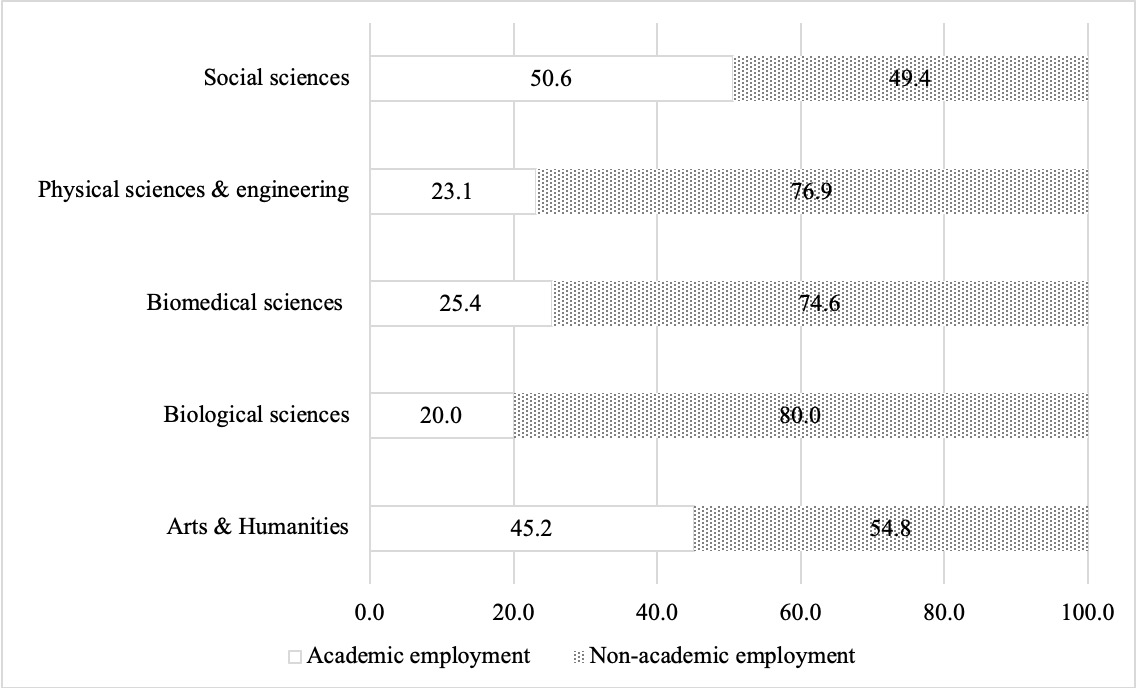 Social sciences
50.6 49.4
Physical sciences & engineering
23.1 76.9
Biomedical sciences
25.4 74.6
Biological sciences
20.0 80.0
Arts & Humanities
45.2 54.8
0.0 20.0 40.0 60.0 80.0 100.0
Academic employment Non-academic employment